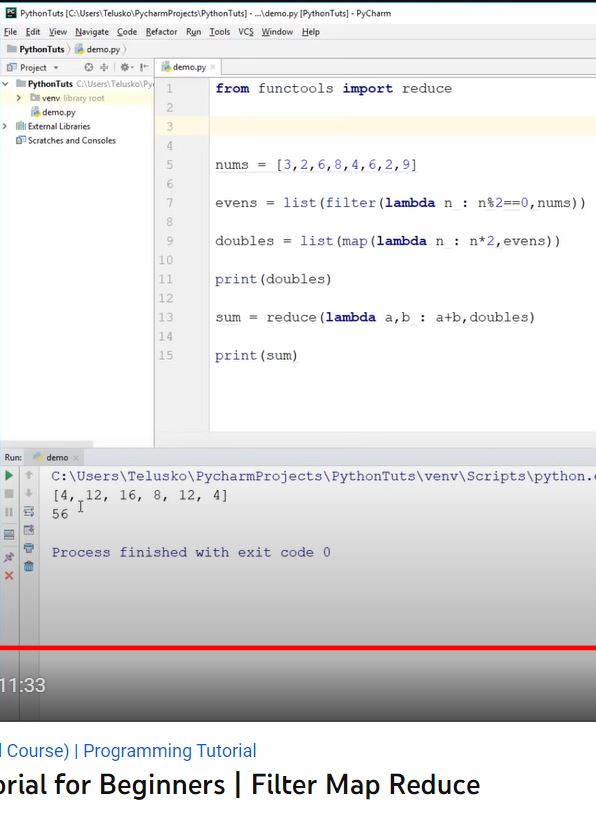 PythonTuts [C:\Users\Telusko\PycharmProjects\PythonTuts] - ...\demo.py [PythonTuts] - PyCharm
File Edit View Navigate Code Refactor Run Tools VCS Window Help
PythonTuts demo.py
Project
demo.py
PythonTuts C:\Users\Telusko\Py
venv library root
demo.py
External Libraries
Scratches and Consoles
1 from functools import reduce
2
3
4
5 nums = [3,2,6,8,4,6,2,9]
6
7 evens = list(filter(lambda n : n%2==0,nums))
8
9 doubles = list(map(lambda n : n*2,evens))
10
11 print(doubles)
12
13 sum = reduce(lambda a,b : a+b,doubles)
14
15 print(sum)
Run: demo
C:\Users\Telusko\PycharmProjects\PythonTuts\venv\Scripts\python.e
[4, 12, 16, 8, 12, 4]
56
Process finished with exit code 0
11:33
l Course) | Programming Tutorial
orial for Beginners | Filter Map Reduce